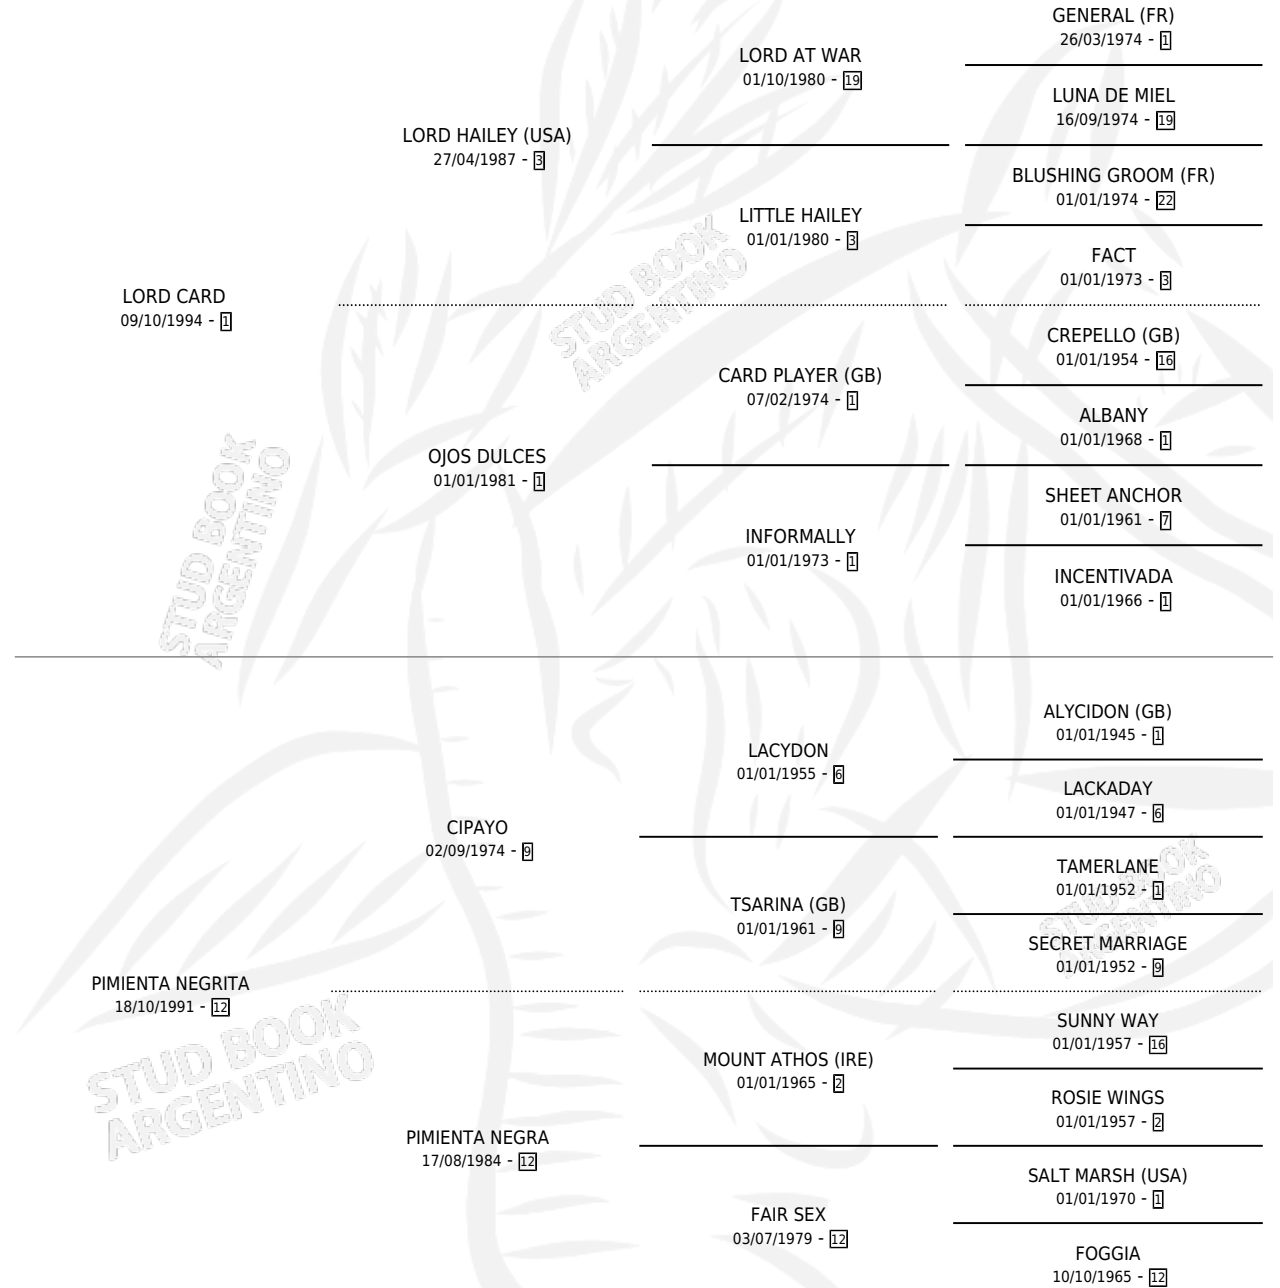 GENERAL (FR)
26/03/1974 - 1
LORD AT WAR
01/10/1980 - 19
LUNA DE MIEL
16/09/1974 - 19
LORD HAILEY (USA)
27/04/1987 - 3
BLUSHING GROOM (FR)
01/01/1974 - 22
LITTLE HAILEY
01/01/1980 - 3
FACT
01/01/1973 - 3
LORD CARD
09/10/1994 - 1
STUD BOOK
ARGENTINO
CREPELLO (GB)
01/01/1954 - 16
CARD PLAYER (GB)
07/02/1974 - 1
ALBANY
01/01/1968 - 1
OJOS DULCES
01/01/1981 - 1
SHEET ANCHOR
01/01/1961 - 7
INFORMALLY
01/01/1973 - 1
INCENTIVADA
01/01/1966 - 1
STUD BOOK
ARGENTINO
ALYCIDON (GB)
01/01/1945 - 1
LACYDON
01/01/1955 - 6
LACKADAY
01/01/1947 - 6
CIPAYO
02/09/1974 - 9
TAMERLANE
01/01/1952 - 1
TSARINA (GB)
01/01/1961 - 9
STUD BOOK
ARGENTINO
SECRET MARRIAGE
01/01/1952 - 9
PIMIENTA NEGRITA
18/10/1991 - 12
SUNNY WAY
01/01/1957 - 16
MOUNT ATHOS (IRE)
01/01/1965 - 2
STUD BOOK
ARGENTINO
ROSIE WINGS
01/01/1957 - 2
PIMIENTA NEGRA
17/08/1984 - 12
SALT MARSH (USA)
01/01/1970 - 1
FAIR SEX
03/07/1979 - 12
FOGGIA
10/10/1965 - 12